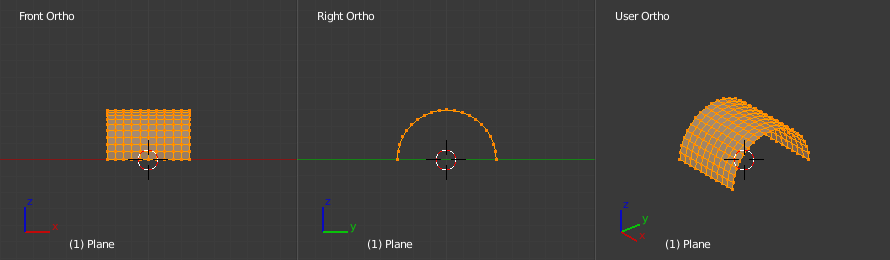 Front Ortho
z
x
(1) Plane
Right Ortho
z
y
(1) Plane
User Ortho
z
y
x
(1) Plane